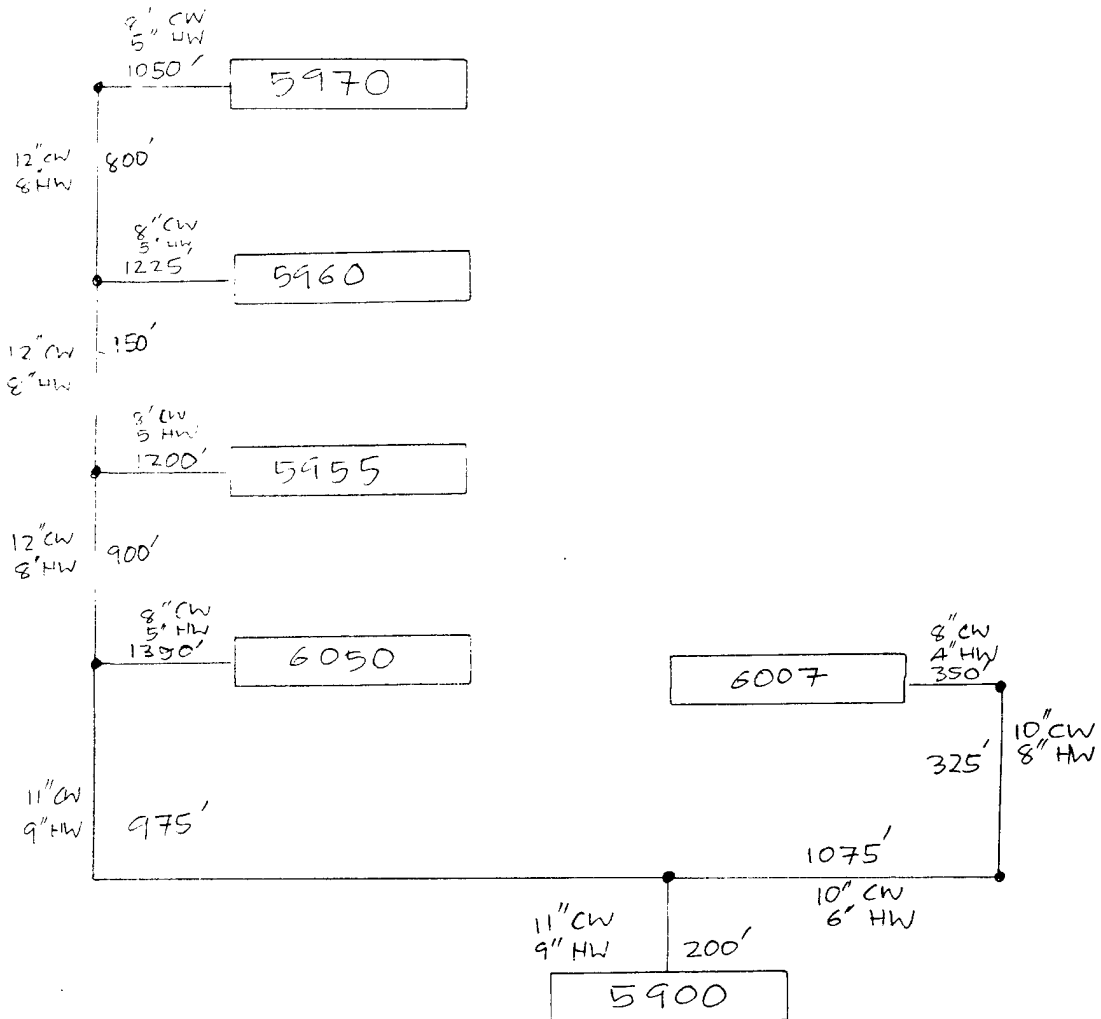 8' CW
5" HW
1050'
5970
12" CW
8" HW
800'
8" CW
5" HW
1225'
5960
12" CW
8" HW
150'
8" CW
5 HW
1200'
5955
12" CW
8' HW
900'
8" CW
5" HW
1350'
6050
6007
8" CW
4" HW
350'
10" CW
8" HW
325'
11" CW
9" HW
975'
1075'
10" CW
6" HW
11" CW
9" HW
200'
5900